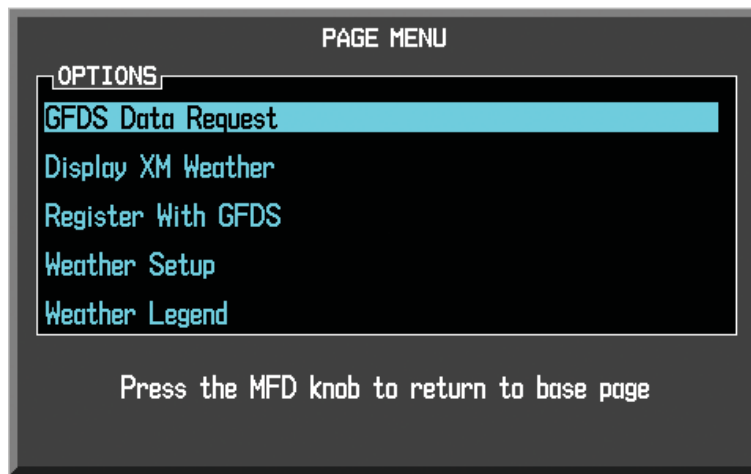 PAGE MENU
OPTIONS
GFDS Data Request
Display XM Weather
Register With GFDS
Weather Setup
Weather Legend
Press the MFD knob to return to base page